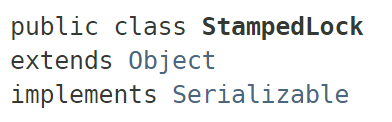 public class StampedLock
extends Object
implements Serializable